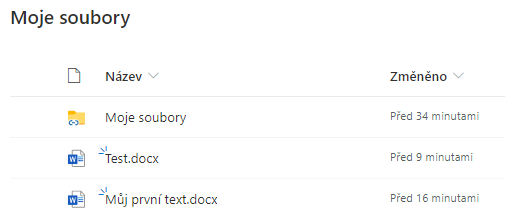 Moje soubory
Název Změněno
Moje soubory Před 34 minutami
Test.docx Před 9 minutami
Můj první text.docx Před 16 minutami